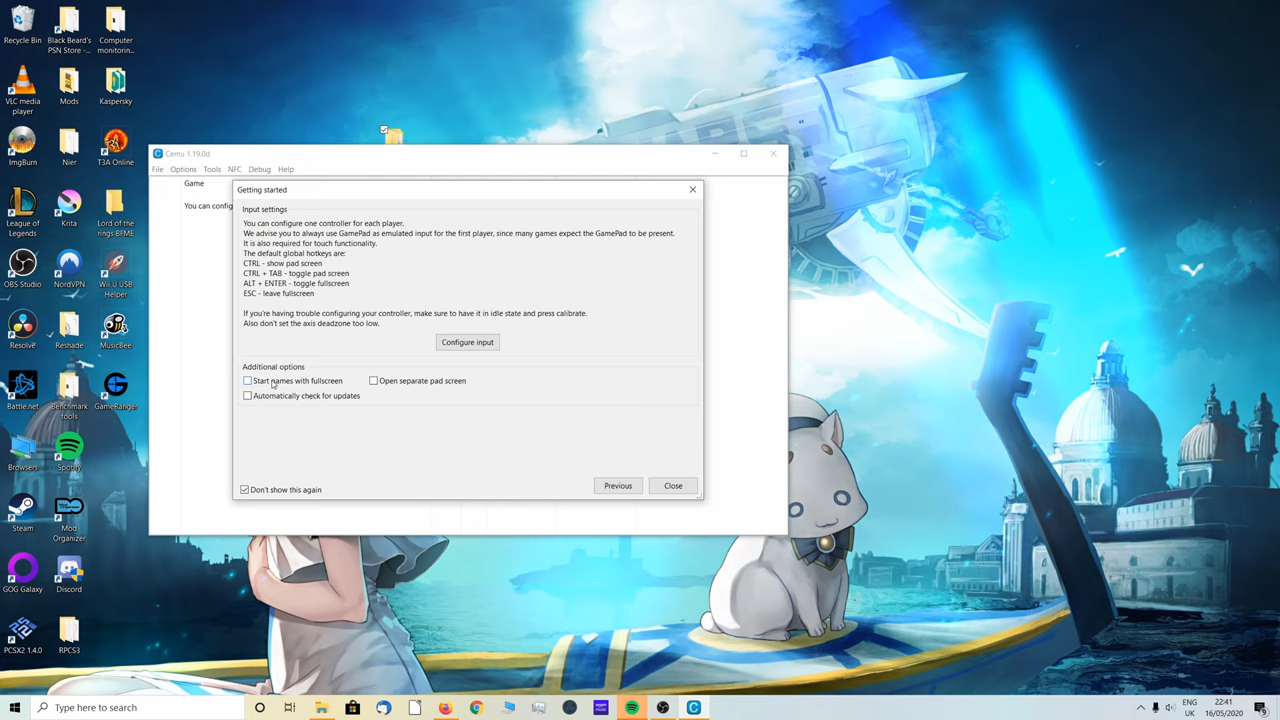 Recycle Bin
Black Beard's
PSN Store -...
Computer
monitorin...
VLC media
player
Mods
Kaspersky
ImgBurn
Nier
T3A Online
League of
Legends
Krita
Lord of the
rings BFME
OBS Studio
NordVPN
Wii U USB
Helper
Resolve
Reshade
MusicBee
Battle.net
Benchmark
tools
GameRanger
Browsers
Spotify
Steam
Mod
Organizer
GOG Galaxy
Discord
PCSX2 1.4.0
RPCS3
Cemu 1.19.0d
File Options Tools NFC Debug Help
Game
You can config
Getting started
Input settings
You can configure one controller for each player.
We advise you to always use GamePad as emulated input for the first player, since many games expect the GamePad to be present.
It is also required for touch functionality.
The default global hotkeys are:
CTRL - show pad screen
CTRL + TAB - toggle pad screen
ALT + ENTER - toggle fullscreen
ESC - leave fullscreen
If you're having trouble configuring your controller, make sure to have it in idle state and press calibrate.
Also don't set the axis deadzone too low.
Configure input
Additional options
Start games with fullscreen
Open separate pad screen
Automatically check for updates
Don't show this again
Previous
Close
Type here to search
ENG
UK
22:41
16/05/2020